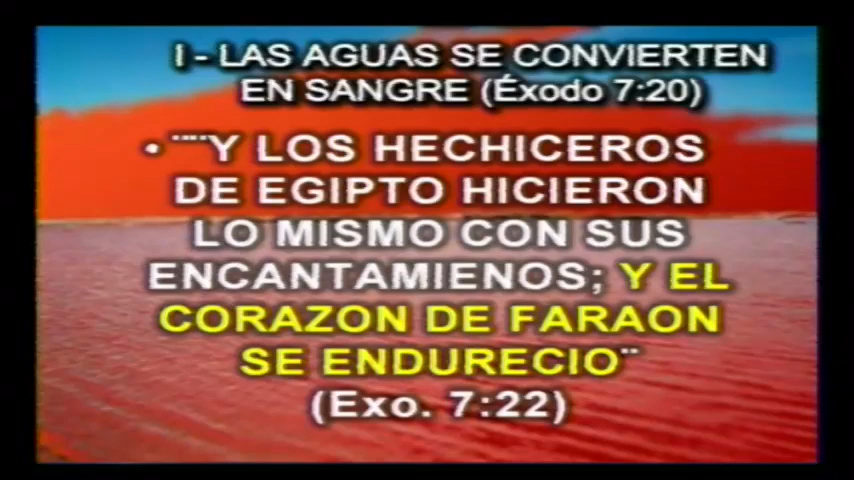 I - LAS AGUAS SE CONVIERTEN
EN SANGRE (Éxodo 7:20)
• ¨¨Y LOS HECHICEROS
DE EGIPTO HICIERON
LO MISMO CON SUS
ENCANTAMIENOS; Y EL
CORAZON DE FARAON
SE ENDURECIO¨
(Exo. 7:22)